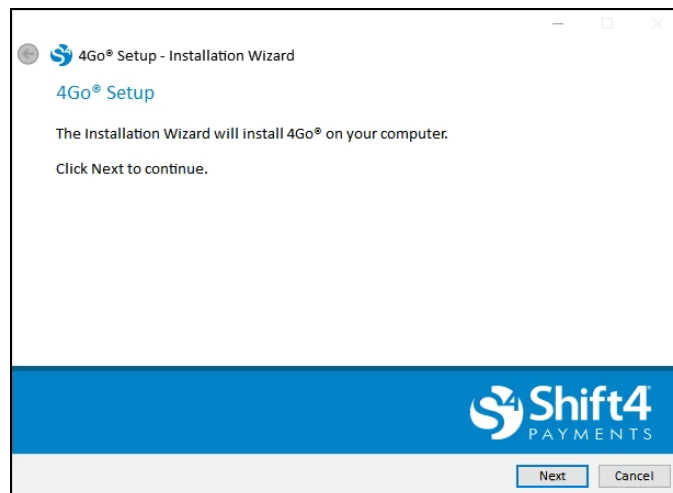 4Go® Setup - Installation Wizard
4Go® Setup
The Installation Wizard will install 4Go® on your computer.
Click Next to continue.
Shift4
PAYMENTS
Next Cancel